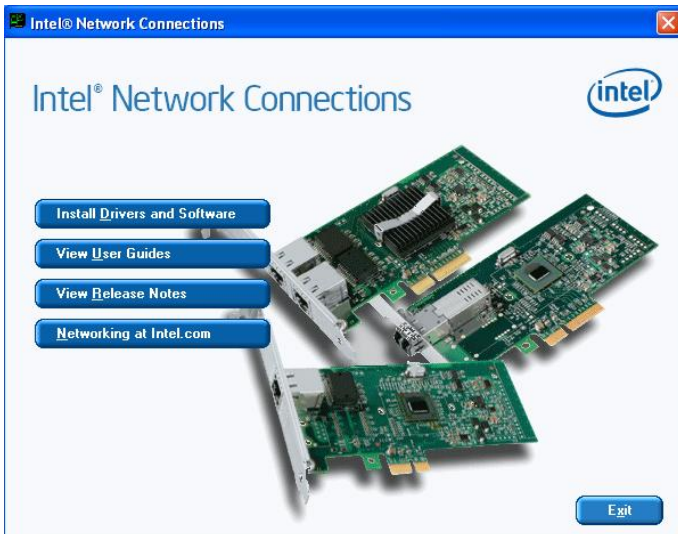 Intel® Network Connections
Intel® Network Connections
intel
Install Drivers and Software
View User Guides
View Release Notes
Networking at Intel.com
Exit